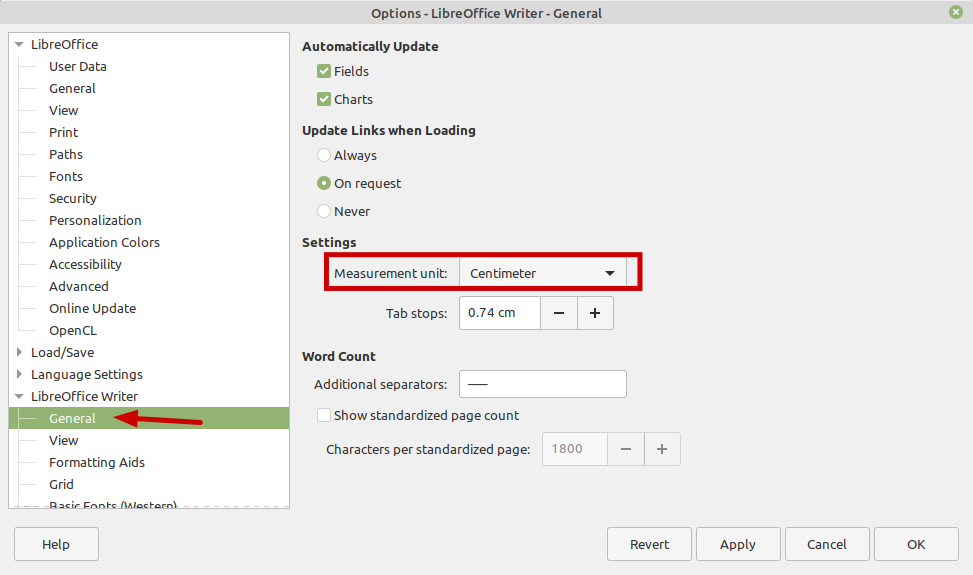 Options - LibreOffice Writer - General
LibreOffice
User Data
General
View
Print
Paths
Fonts
Security
Personalization
Application Colors
Accessibility
Advanced
Online Update
OpenCL
Load/Save
Language Settings
LibreOffice Writer
General
View
Formatting Aids
Grid
Basic Fonts (Western)
Automatically Update
Fields
Charts
Update Links when Loading
Always
On request
Never
Settings
Measurement unit: Centimeter
Tab stops: 0.74 cm − +
Word Count
Additional separators: —–
Show standardized page count
Characters per standardized page: 1800 − +
Help Revert Apply Cancel OK